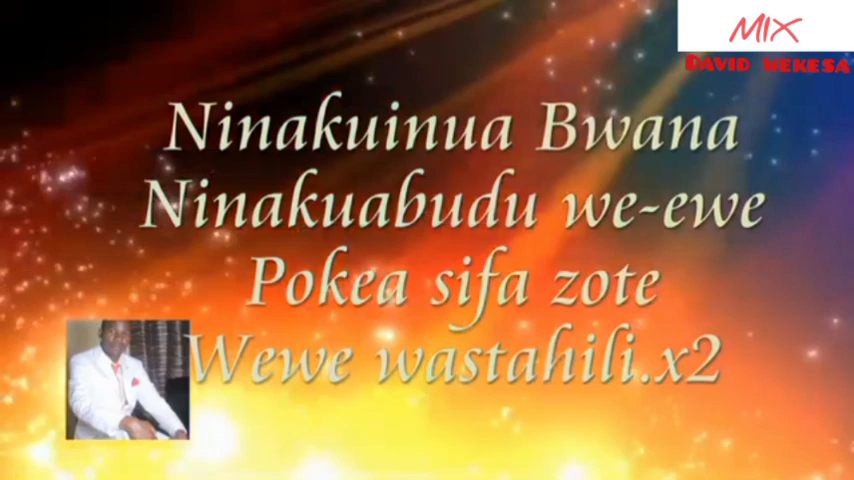 MIX
DAVID WEKESA
Ninakuinua Bwana
Ninakuabudu we-ewe
Pokea sifa zote
Wewe wastahili.x2